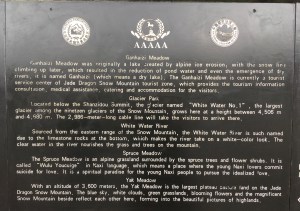 AAAAA
Ganhaizi Meadow
Ganhaizi Meadow was originally a lake created by alpine ice erosion, with the snow line
climbing up later, which resulted in the reduction of pond water and even the emergence of dry
it is named Ganhaizi (which means a dry lake). The Ganhaizi Meadow is currently a tourist
service center of Jade Dragon Snow Mountain tourist zone, which provides the tourism information
consultation, medical assistance, catering and accommodation for the visitors.
Glacier Park
Located below the Shanzidou Summit, the glacier named "White Water No.1", the largest
glacier among the nineteen glaciers of the Snow Mountain, grows here at a height between 4,506 m
and 4,680 m. The 2,986-meter-long cable line will take the visitors to arrive there.
White Water River
Sourced from the eastern range of the Snow Mountain, the White Water River is such named
due to the limestone rocks at the bottom, which makes the river take on a white-color look. The
clear water in the river nourishes the grass and trees on the mountain.
Spruce Meadow
The Spruce Meadow is an alpine grassland surrounded by the spruce trees and flower shrubs. It is
called in Naxi language, which means a place where the young Naxi lovers commit
suicide for love. It is a spiritual paradise for the young Naxi people to pursue the idealized love.
Yak Meadow
With an altitude of 3,600 meters, the Yak Meadow is the largest land on the Jade
Dragon Snow Mountain. The blue sky, white clouds, green grasslands, blooming flowers and the magnificent
Snow Mountain beside reflect each other here, forming into the beautiful pictures of highlands.